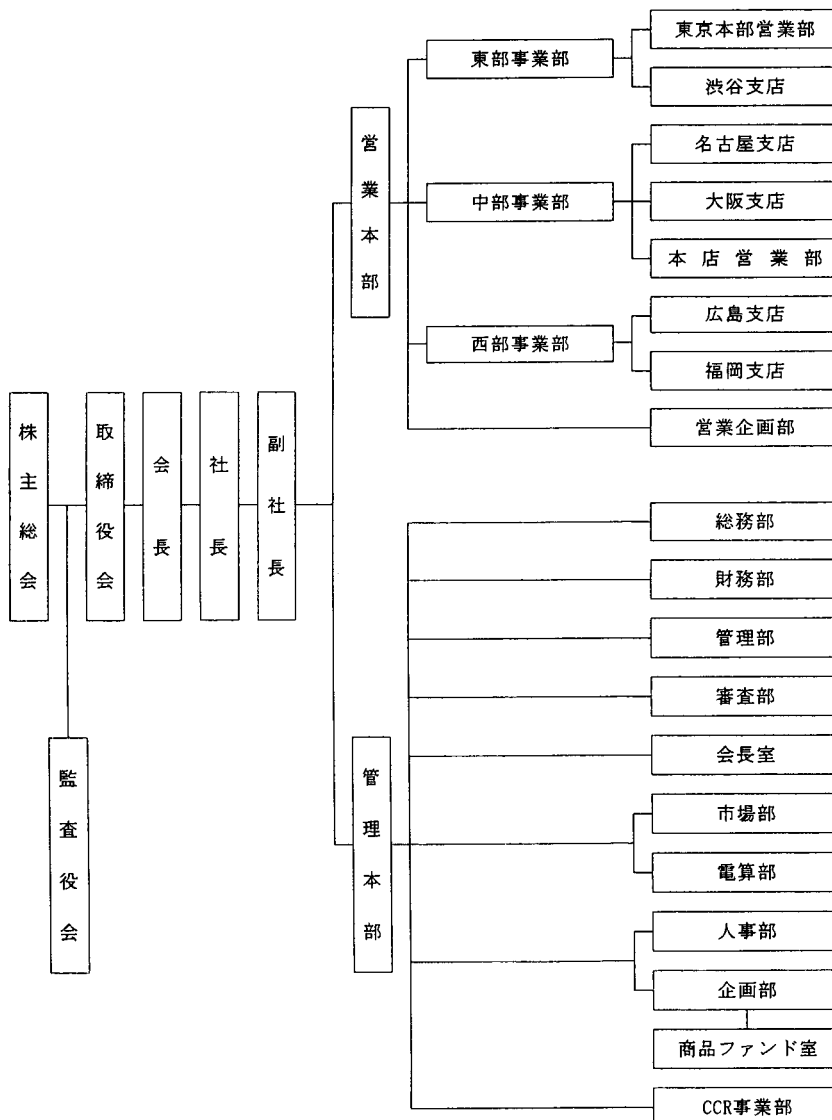 株主総会
監査役会
取締役会
会長
社長
副社長
営業本部
東部事業部
東京本部営業部
渋谷支店
中部事業部
名古屋支店
大阪支店
本店営業部
西部事業部
広島支店
福岡支店
営業企画部
管理本部
総務部
財務部
管理部
審査部
会長室
市場部
電算部
人事部
企画部
商品ファンド室
CCR事業部